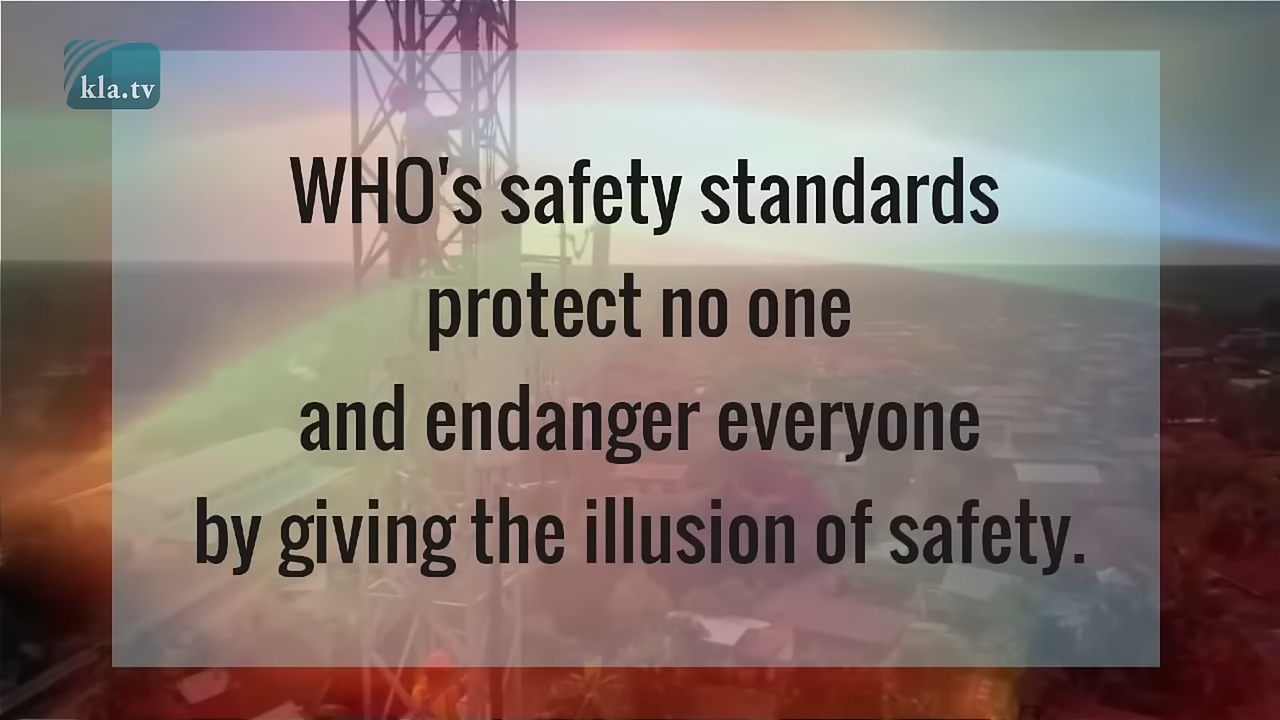 kla.tv
WHO's safety standards
protect no one
and endanger everyone
by giving the illusion of safety.